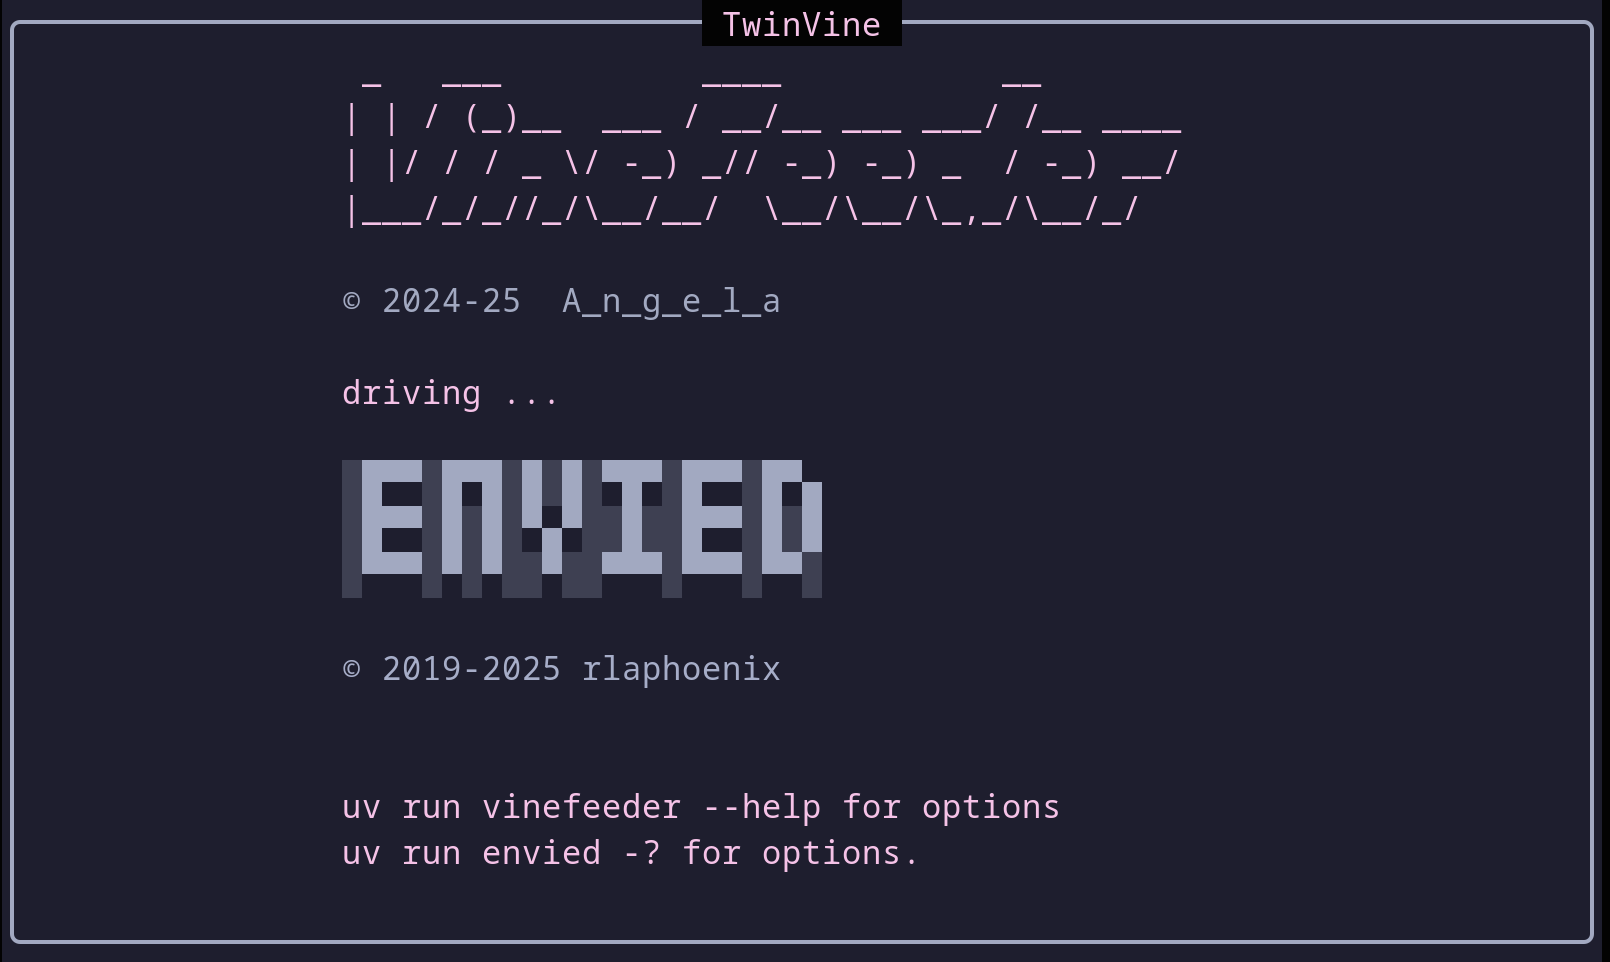 TwinVine
 _   ___          ____           __
| | / (_)__  ___ / __/__ ___ ___/ /__ ____
| |/ / / _ \/ -_) _// -_) -_) _  / -_) __/
|___/_/_//_/\__/__/  \__/\__/\_,_/\__/_/
© 2024-25  A_n_g_e_l_a
driving ...
ENVIED
© 2019-2025 rlaphoenix
uv run vinefeeder --help for options
uv run envied -? for options.